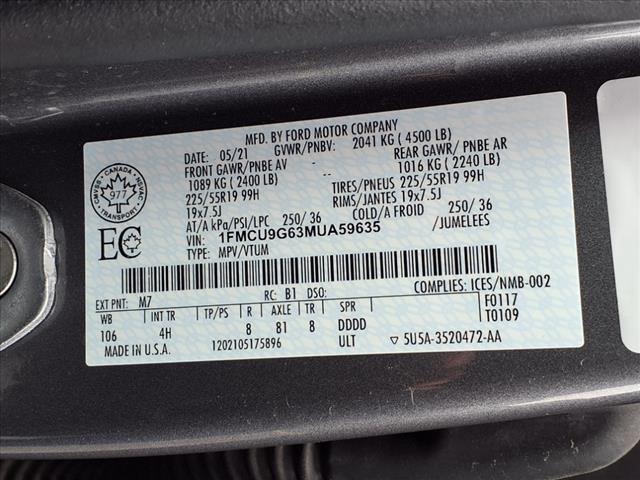 MFD. BY FORD MOTOR COMPANY
DATE: 05/21 GVWR/PNBV: 2041 KG ( 4500 LB)
FRONT GAWR/PNBE AV REAR GAWR/ PNBE AR
1089 KG ( 2400 LB) 1016 KG ( 2240 LB)
225/55R19 99H TIRES/PNEUS 225/55R19 99H
19x7.5J RIMS/JANTES 19x7.5J
AT/A kPa/PSI/LPC 250/ 36 COLD/A FROID 250/ 36
VIN: 1FMCU9G63MUA59635 /JUMELEES
TYPE: MPV/VTUM
CMVSS · CANADA · NSVAC
977
TRANSPORT
EC
EXT PNT: M7 RC: B1 DSO: COMPLIES: ICES/NMB-002
WB INT TR TP/PS R AXLE TR SPR F0117
106 4H 8 81 8 DDDD T0109
MADE IN U.S.A. 1202105175896 ULT ▽ 5U5A-3520472-AA